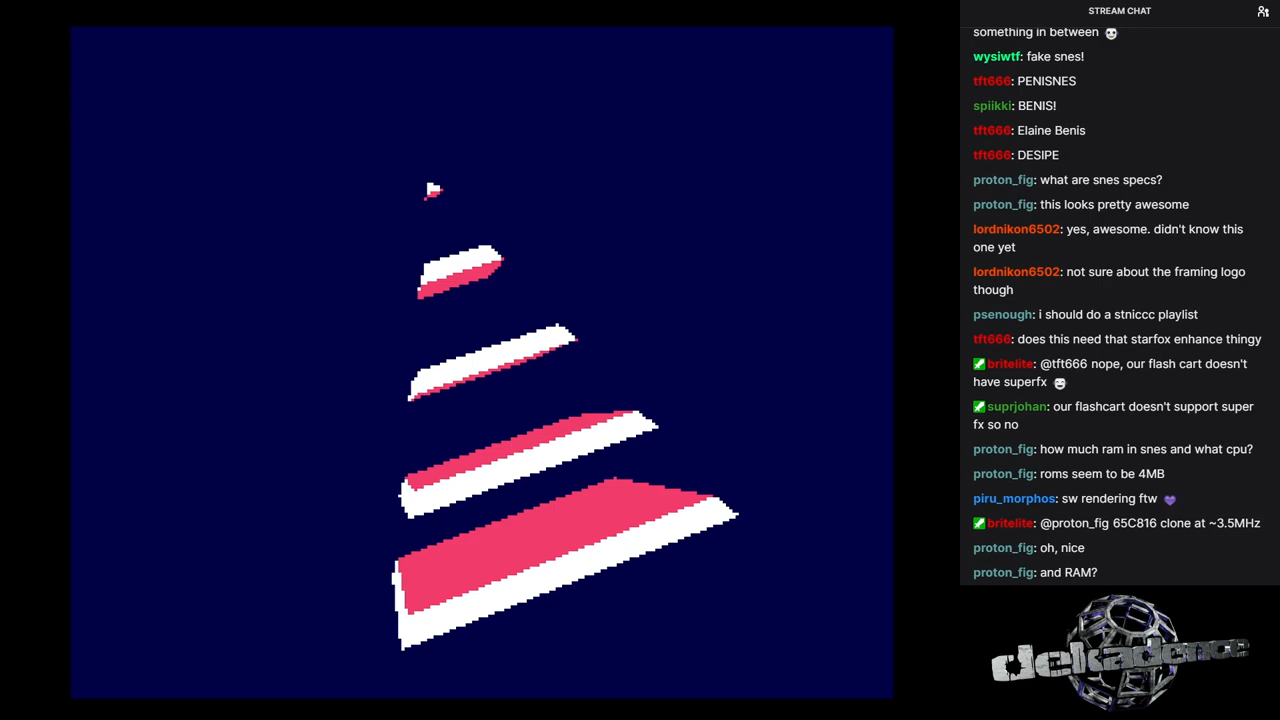 STREAM CHAT
something in between
wysiwtf: fake snes!
tft666: PENISNES
spiikki: BENIS!
tft666: Elaine Benis
tft666: DESIPE
proton_fig: what are snes specs?
proton_fig: this looks pretty awesome
lordnikon6502: yes, awesome. didn't know this
one yet
lordnikon6502: not sure about the framing logo
though
psenough: i should do a stniccc playlist
tft666: does this need that starfox enhance thingy
britelite: @tft666 nope, our flash cart doesn't
have superfx
suprjohan: our flashcart doesn't support super
fx so no
proton_fig: how much ram in snes and what cpu?
proton_fig: roms seem to be 4MB
piru_morphos: sw rendering ftw
britelite: @proton_fig 65C816 clone at ~3.5MHz
proton_fig: oh, nice
proton_fig: and RAM?
dekadence